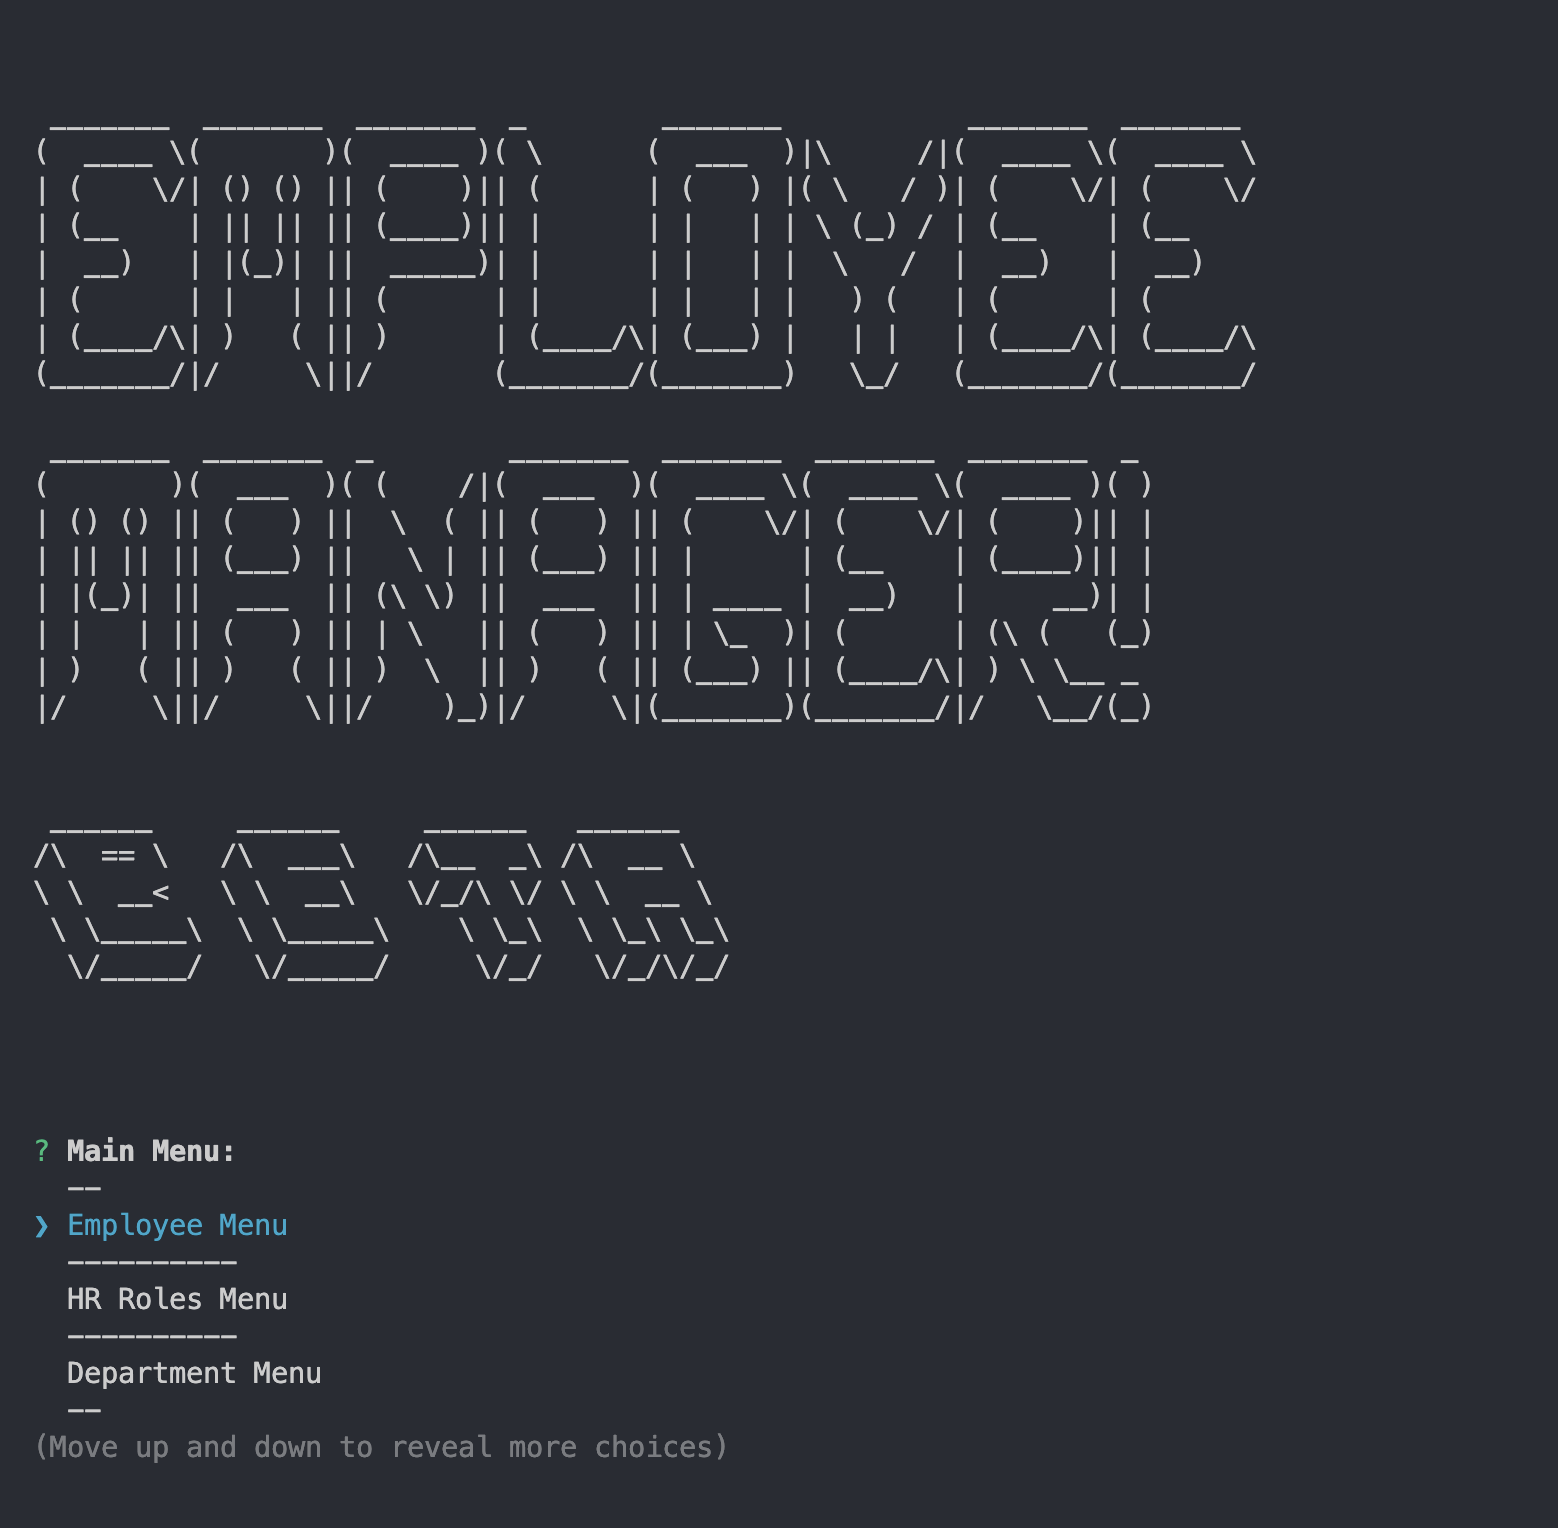 EMPLOYEE
MANAGER!
BETA
? Main Menu:
––
❯ Employee Menu
––––––––––
HR Roles Menu
––––––––––
Department Menu
––
(Move up and down to reveal more choices)